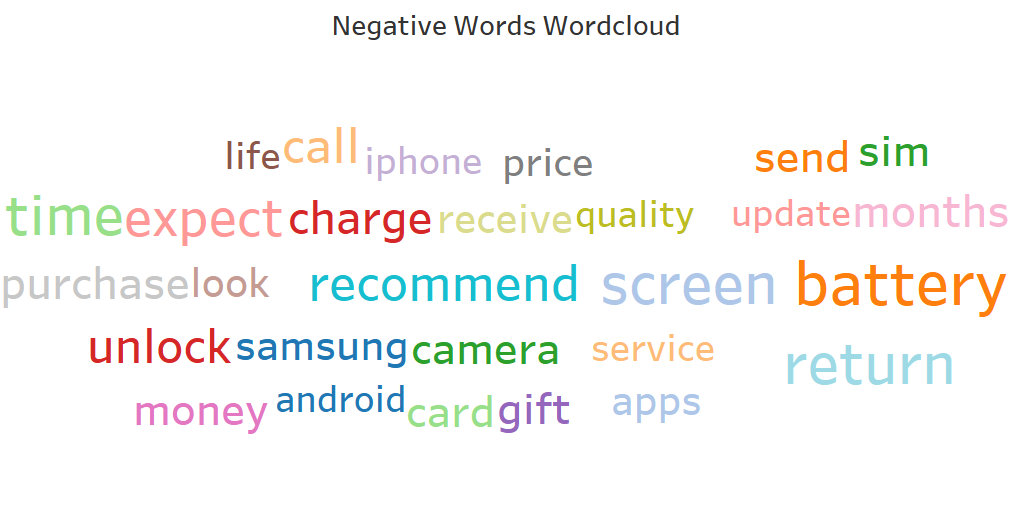 Negative Words Wordcloud
life call iphone price send sim
time expect charge receive quality update months
purchase look recommend screen battery
unlock samsung camera service return
money android card gift apps